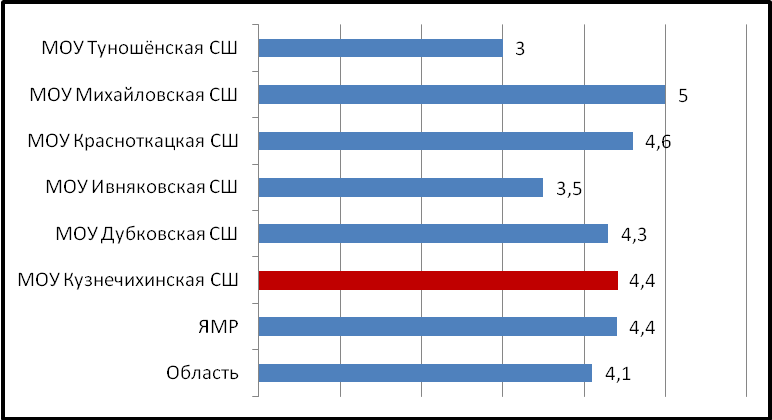 МОУ Туношёнская СШ 3
МОУ Михайловская СШ 5
МОУ Красноткацкая СШ 4,6
МОУ Ивняковская СШ 3,5
МОУ Дубковская СШ 4,3
МОУ Кузнечихинская СШ 4,4
ЯМР 4,4
Область 4,1